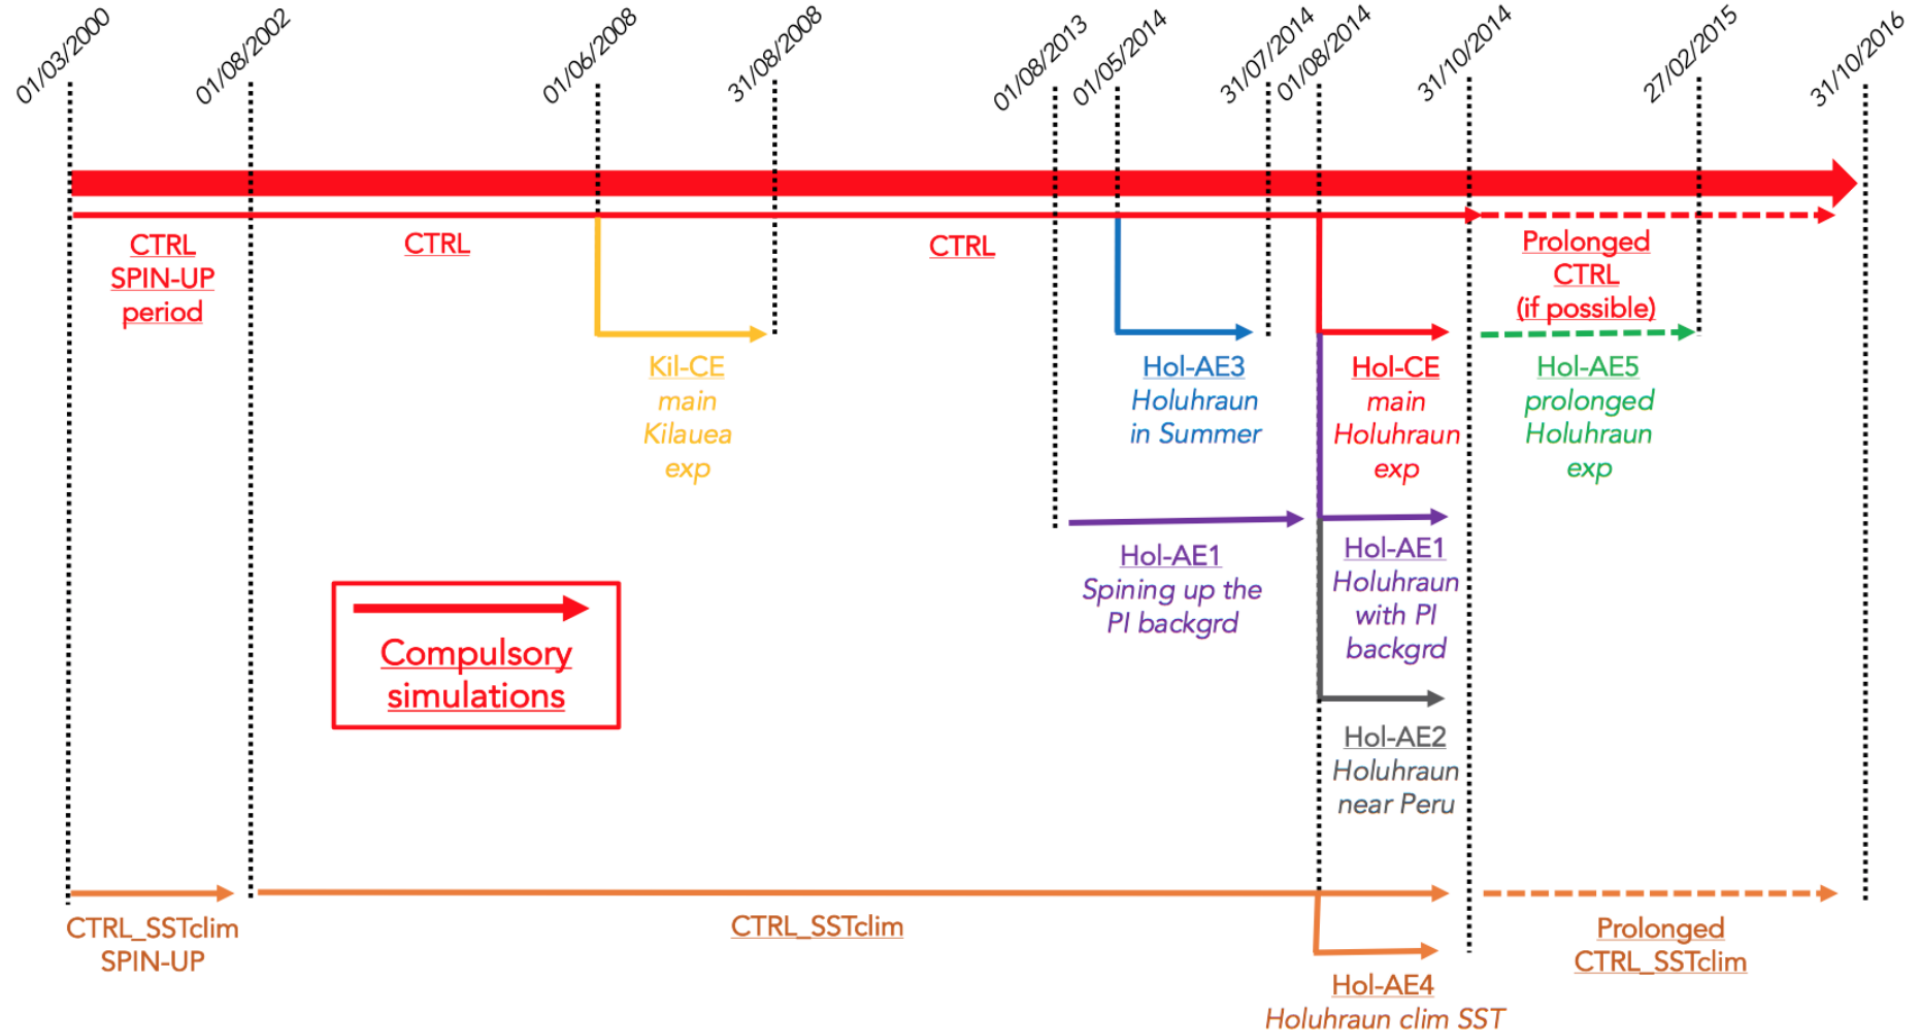 01/03/2000
01/08/2002
01/06/2008
31/08/2008
01/08/2013
01/05/2014
31/07/2014
01/08/2014
31/10/2014
27/02/2015
31/10/2016
CTRL
SPIN-UP
period
CTRL
CTRL
Prolonged
CTRL
(if possible)
Kil-CE
main
Kilauea
exp
Hol-AE3
Holuhraun
in Summer
Hol-CE
main
Holuhraun
exp
Hol-AE5
prolonged
Holuhraun
exp
Hol-AE1
Spining up the
PI backgrd
Hol-AE1
Holuhraun
with PI
backgrd
Compulsory
simulations
Hol-AE2
Holuhraun
near Peru
CTRL_SSTclim
SPIN-UP
CTRL_SSTclim
Prolonged
CTRL_SSTclim
Hol-AE4
Holuhraun clim SST